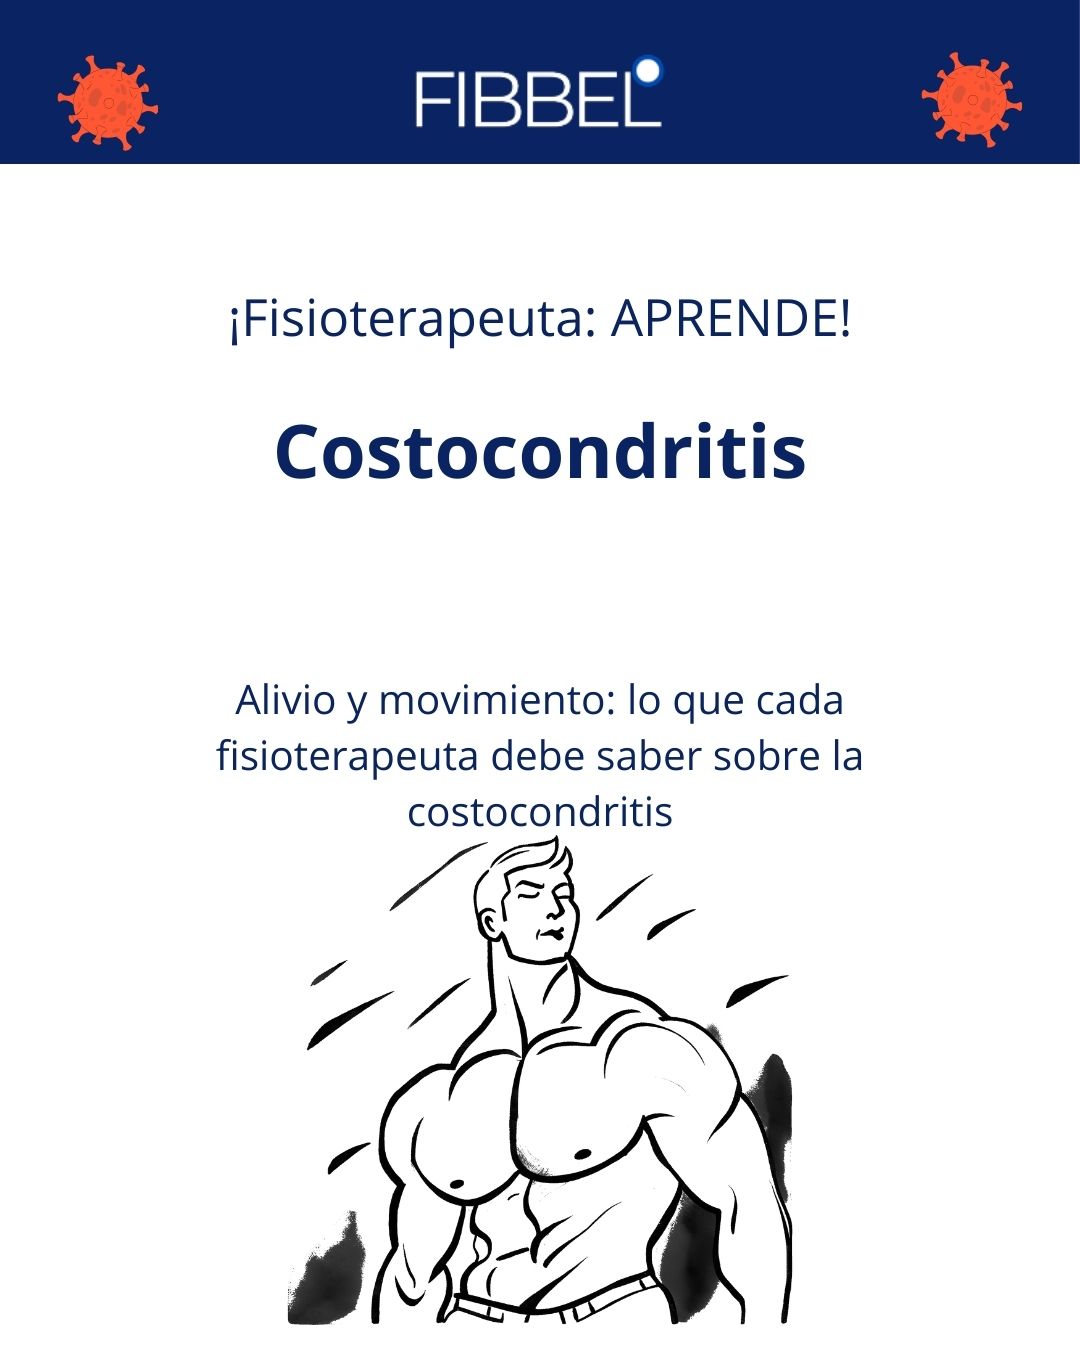 FIBBEL
¡Fisioterapeuta: APRENDE!
Costocondritis
Alivio y movimiento: lo que cada
fisioterapeuta debe saber sobre la
costocondritis